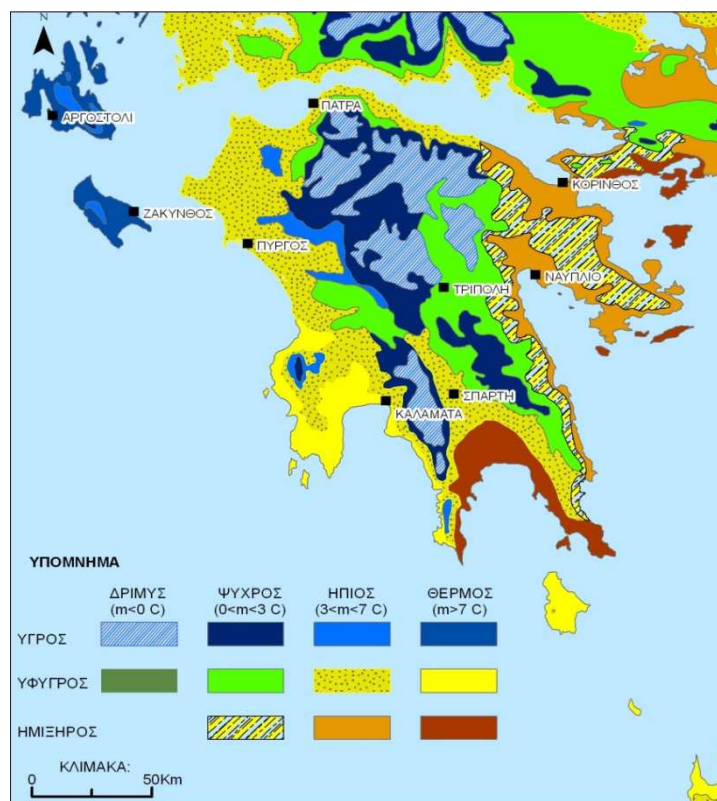 N
ΠΑΤΡΑ
ΑΡΓΟΣΤΟΛΙ
ΚΟΡΙΝΘΟΣ
ΖΑΚΥΝΘΟΣ
ΠΥΡΓΟΣ
ΝΑΥΠΛΙΟ
ΤΡΙΠΟΛΗ
ΣΠΑΡΤΗ
ΚΑΛΑΜΑΤΑ
ΥΠΟΜΝΗΜΑ
ΔΡΙΜΥΣ ΨΥΧΡΟΣ ΗΠΙΟΣ ΘΕΡΜΟΣ
(m<0 C) (0<m<3 C) (3<m<7 C) (m>7 C)
ΥΓΡΟΣ
ΥΦΥΓΡΟΣ
ΗΜΙΞΗΡΟΣ
ΚΛΙΜΑΚΑ:
0 50Km